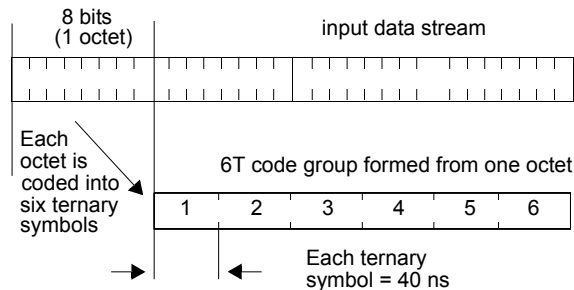 8 bits
(1 octet)
input data stream
Each
octet is
coded into
six ternary
symbols
6T code group formed from one octet
1 2 3 4 5 6
Each ternary
symbol = 40 ns